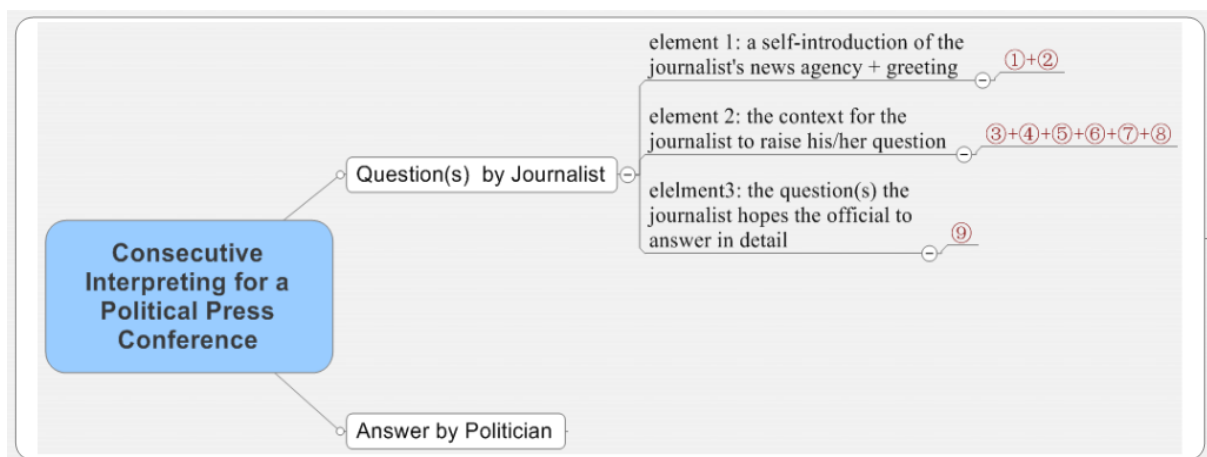 element 1: a self-introduction of the
journalist's news agency + greeting
①+②
element 2: the context for the
journalist to raise his/her question
③+④+⑤+⑥+⑦+⑧
Question(s) by Journalist
elelment3: the question(s) the
journalist hopes the official to
answer in detail
⑨
Consecutive
Interpreting for a
Political Press
Conference
Answer by Politician